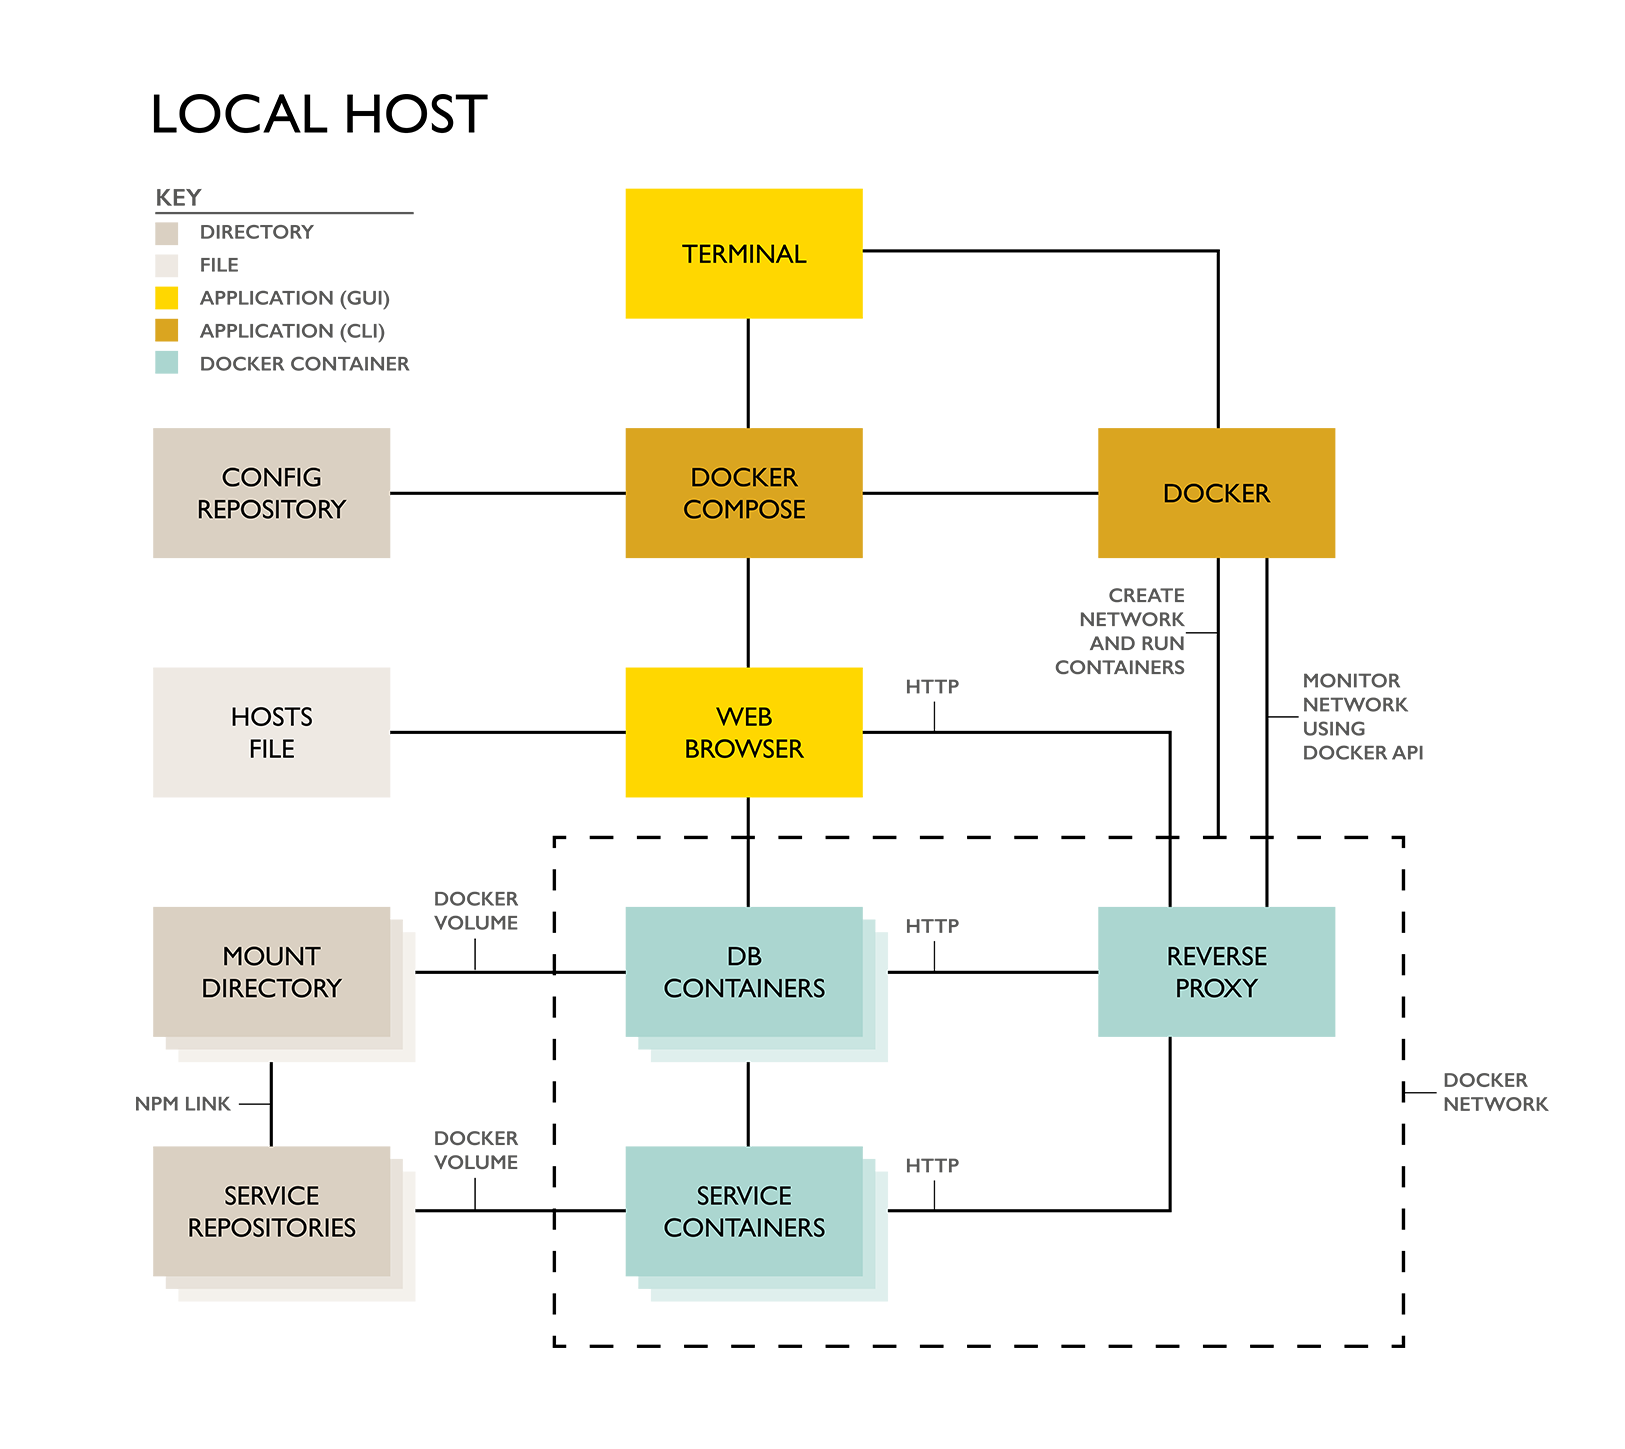 LOCAL HOST
KEY
DIRECTORY
FILE
APPLICATION (GUI)
APPLICATION (CLI)
DOCKER CONTAINER
TERMINAL
CONFIG
REPOSITORY
DOCKER
COMPOSE
DOCKER
CREATE
NETWORK
AND RUN
CONTAINERS
MONITOR
NETWORK
USING
DOCKER API
HOSTS
FILE
WEB
BROWSER
HTTP
MOUNT
DIRECTORY
DOCKER
VOLUME
DB
CONTAINERS
HTTP
REVERSE
PROXY
DOCKER
NETWORK
NPM LINK
SERVICE
REPOSITORIES
DOCKER
VOLUME
SERVICE
CONTAINERS
HTTP